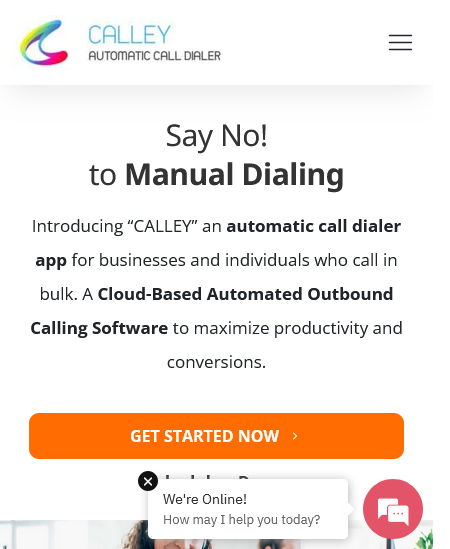 CALLEY
AUTOMATIC CALL DIALER
Say No!
to Manual Dialing
Introducing “CALLEY” an automatic call dialer
app for businesses and individuals who call in
bulk. A Cloud-Based Automated Outbound
Calling Software to maximize productivity and
conversions.
GET STARTED NOW
We're Online!
How may I help you today?